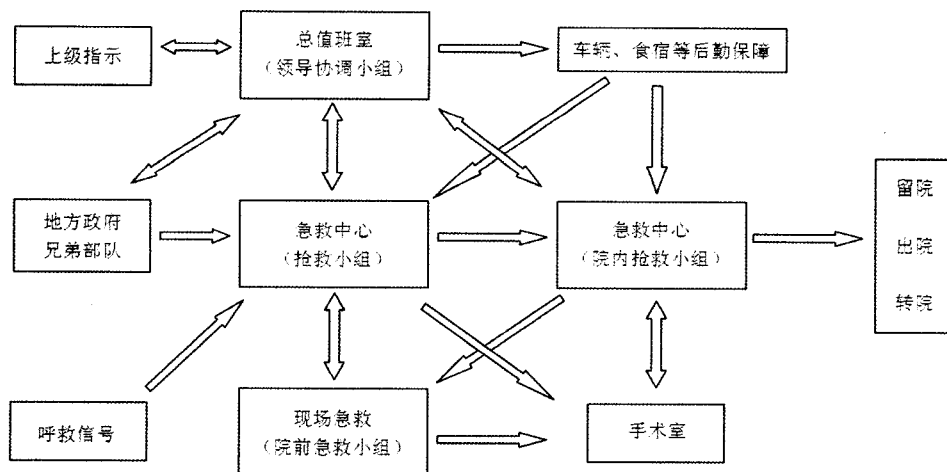 上级指示
总值班室
（领导协调小组）
车辆、食宿等后勤保障
地方政府
兄弟部队
急救中心
（抢救小组）
急救中心
（院内抢救小组）
留院
出院
转院
呼救信号
现场急救
（院前急救小组）
手术室